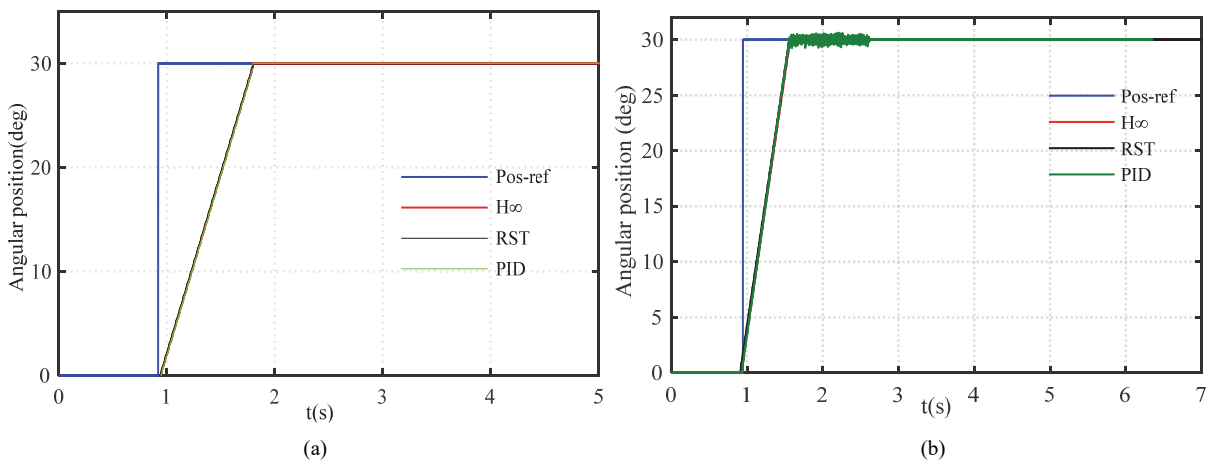 Angular position(deg)
30
20
10
0
0 1 2 3 4 5
t(s)
Pos-ref
H∞
RST
PID
(a)
Angular position (deg)
30
25
20
15
10
5
0
0 1 2 3 4 5 6 7
t(s)
Pos-ref
H∞
RST
PID
(b)